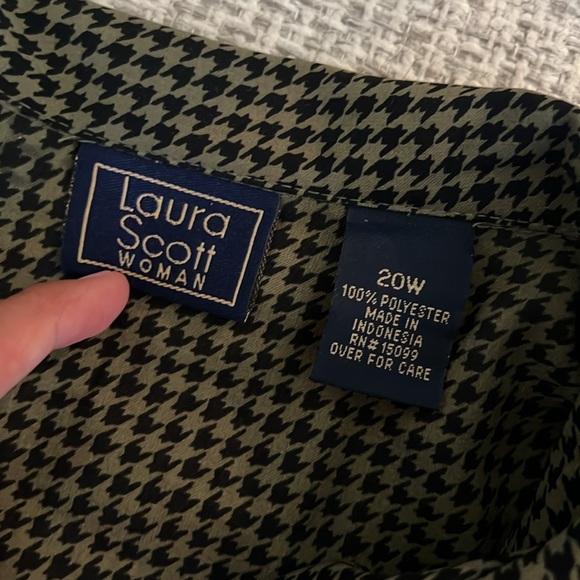 Laura
Scott
WOMAN
20W
100% POLYESTER
MADE IN
INDONESIA
RN#15099
OVER FOR CARE